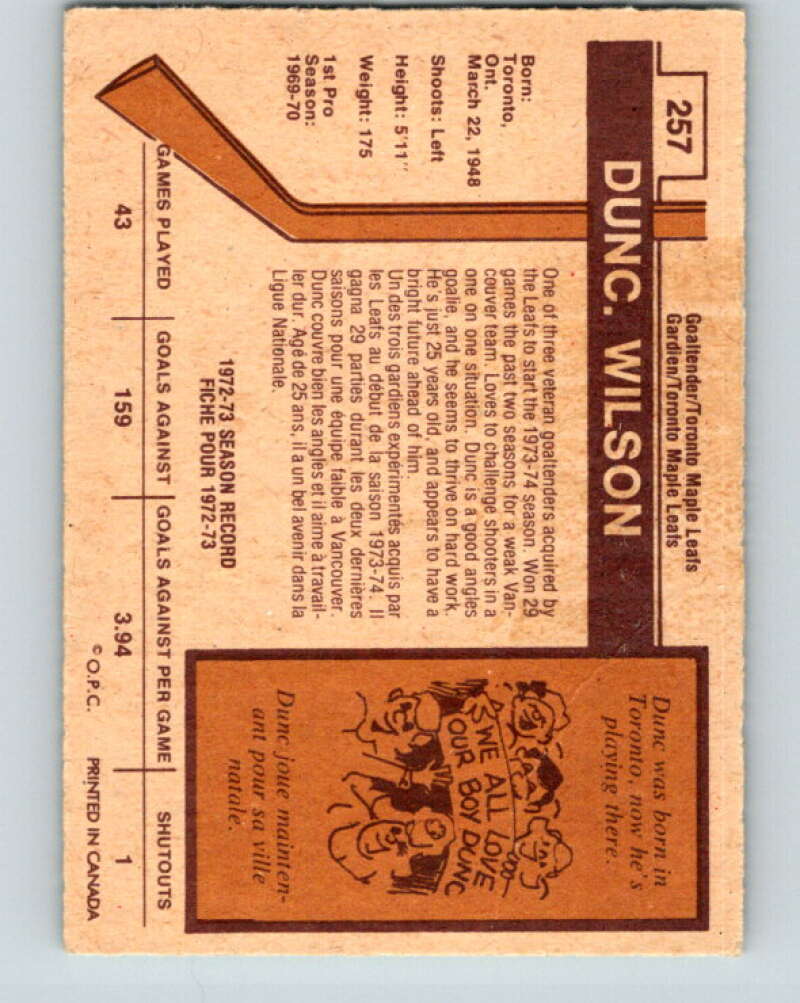 257
DUNC. WILSON
Goaltender/Toronto Maple Leafs
Gardien/Toronto Maple Leafs
Born:
Toronto,
Ont.
March 22, 1948
Shoots: Left
Height: 5'11"
Weight: 175
1st Pro
Season:
1969-70
One of three veteran goaltenders acquired by
the Leafs to start the 1973-74 season. Won 29
games the past two seasons for a weak Van-
couver team. Loves to challenge shooters in a
one on one situation. Dunc is a good angles
goalie, and he seems to thrive on hard work.
He's just 25 years old, and appears to have a
bright future ahead of him.
Un des trois gardiens expérimentés acquis par
les Leafs au début de la saison 1973-74. Il
gagna 29 parties durant les deux dernières
saisons pour une équipe faible à Vancouver.
Dunc couvre bien les angles et il aime à travail-
ler dur. Agé de 25 ans, il a un bel avenir dans la
Ligue Nationale.
Dunc was born in
Toronto, now he's
playing there.
WE ALL LOVE
OUR BOY DUNC
Dunc joue mainten-
ant pour sa ville
natale.
1972-73 SEASON RECORD
FICHE POUR 1972-73
GAMES PLAYED GOALS AGAINST GOALS AGAINST PER GAME SHUTOUTS
43 159 3.94 1
© O.P.C. PRINTED IN CANADA